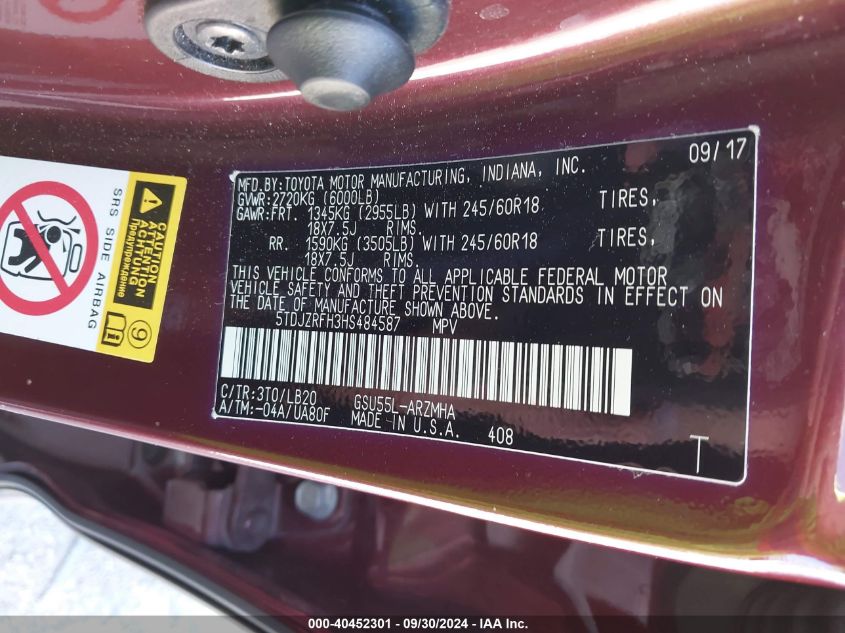 09/17
MFD.BY:TOYOTA MOTOR MANUFACTURING, INDIANA, INC.
GVWR:2720KG (6000LB)
GAWR:FRT. 1345KG (2955LB) WITH 245/60R18 TIRES,
18X7.5J RIMS.
RR. 1590KG (3505LB) WITH 245/60R18 TIRES,
18X7.5J RIMS.
THIS VEHICLE CONFORMS TO ALL APPLICABLE FEDERAL MOTOR
VEHICLE SAFETY AND THEFT PREVENTION STANDARDS IN EFFECT ON
THE DATE OF MANUFACTURE SHOWN ABOVE.
5TDJZRFH3HS484587 MPV
C/TR:3T0/LB20 GSU55L-ARZMHA
A/TM:-04A/UA80F MADE IN U.S.A. 408
T
SRS SIDE AIRBAG
CAUTION
ATTENTION
ACHTUNG
Предупреждение
9
000-40452301 - 09/30/2024 - IAA Inc.